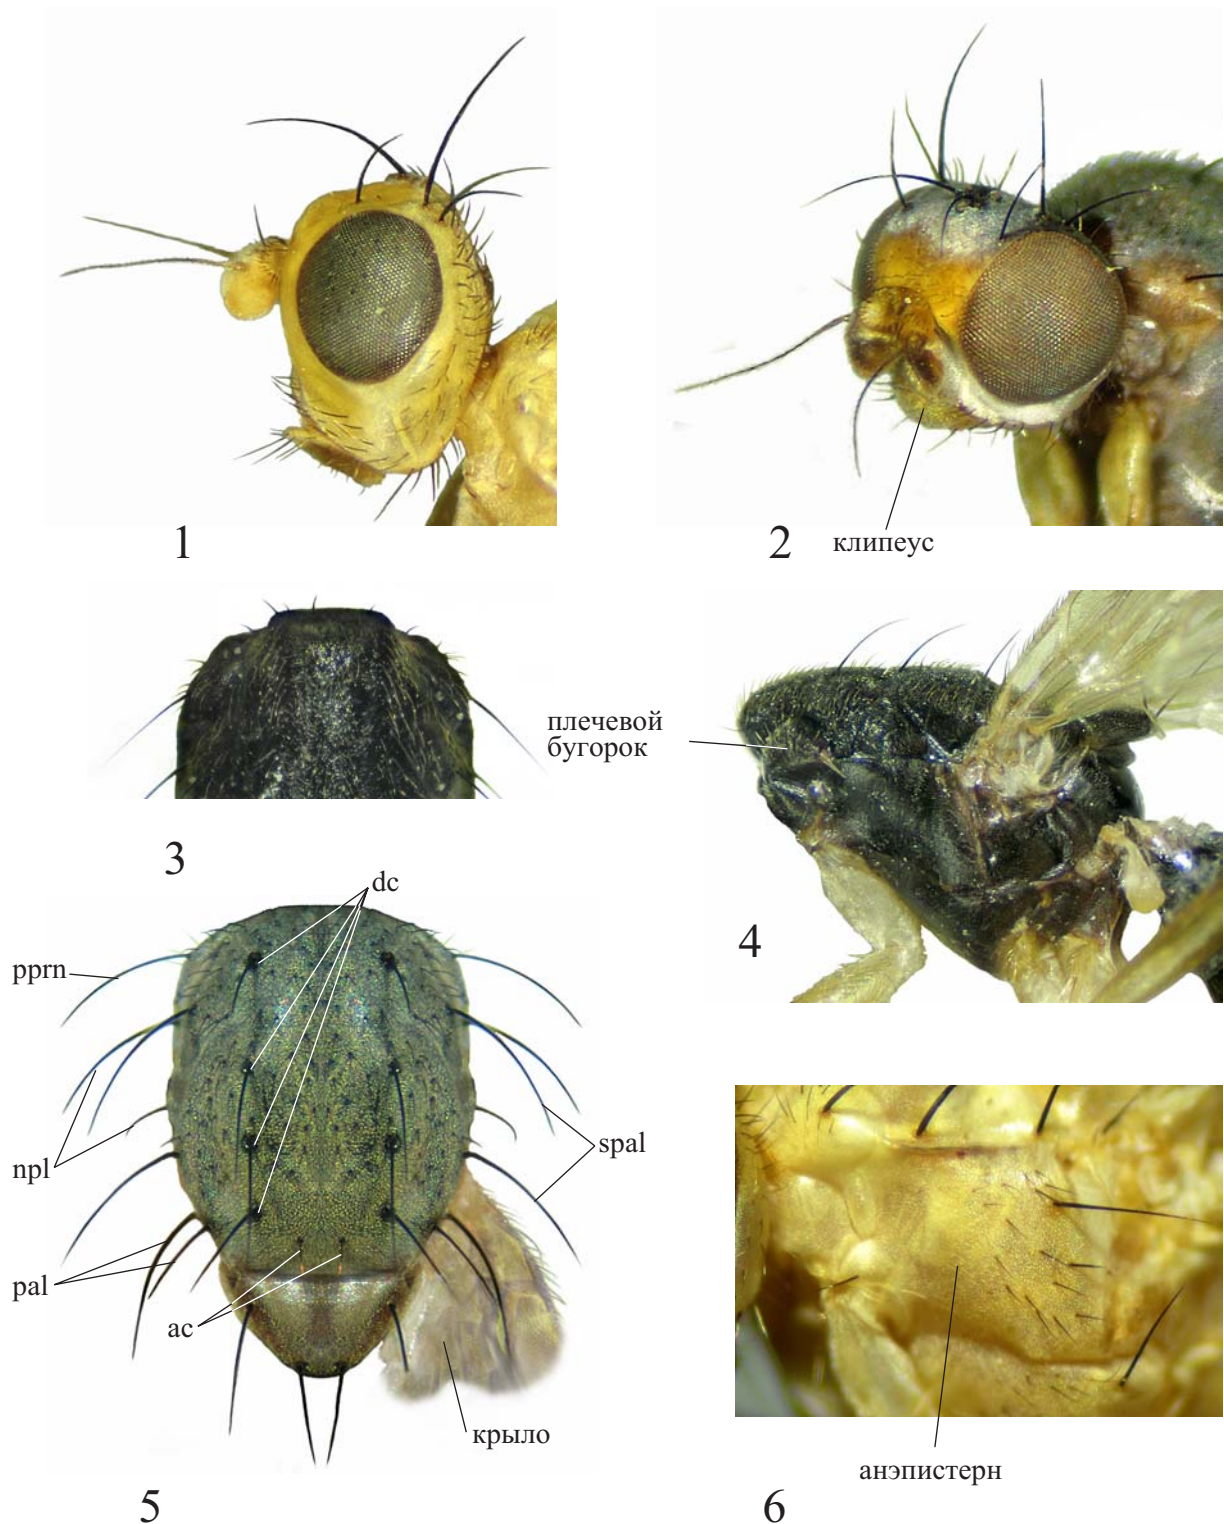 1
2
клипеус
плечевой
бугорок
3
4
dc
pprn
npl
spal
pal
ac
крыло
5
анэпистерн
6